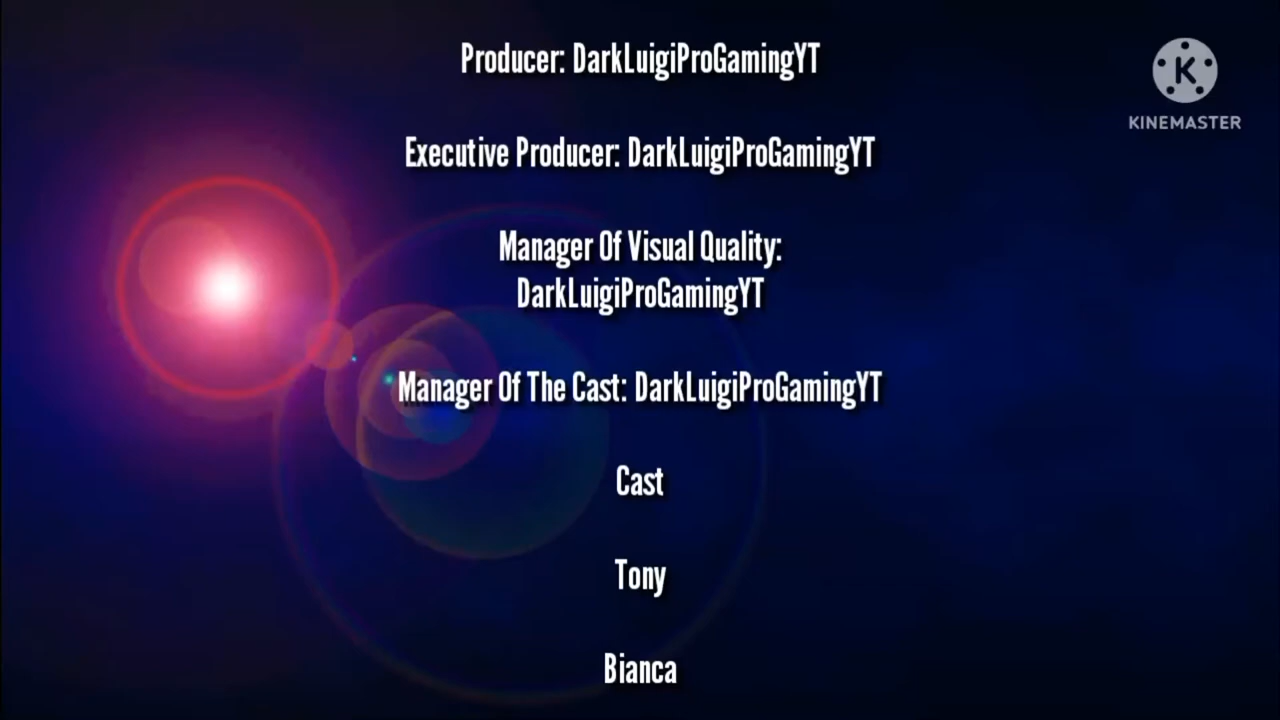 Producer: DarkLuigiProGamingYT
Executive Producer: DarkLuigiProGamingYT
Manager Of Visual Quality:
DarkLuigiProGamingYT
Manager Of The Cast: DarkLuigiProGamingYT
Cast
Tony
Bianca
K
KINEMASTER